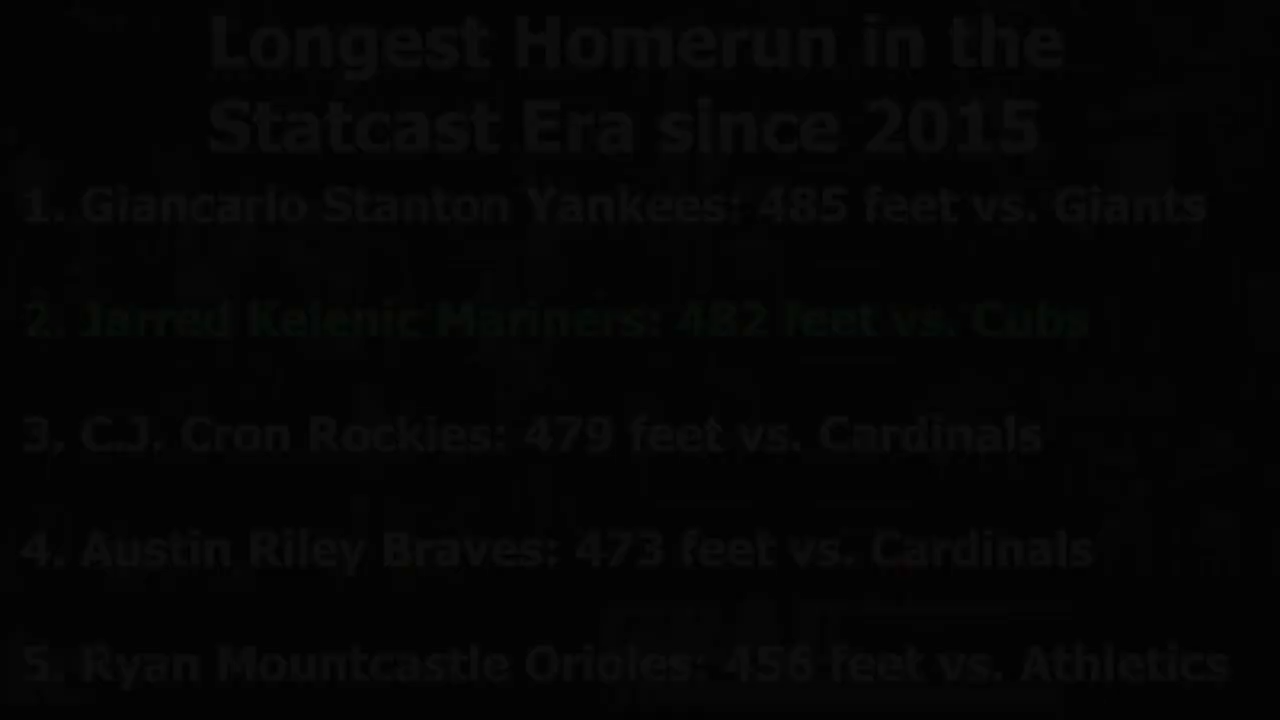 Longest Homerun in the
Statcast Era since 2015
1. Giancarlo Stanton Yankees: 485 feet vs. Giants
2. Jarred Kelenic Mariners: 482 feet vs. Cubs
3. C.J. Cron Rockies: 479 feet vs. Cardinals
4. Austin Riley Braves: 473 feet vs. Cardinals
5. Ryan Mountcastle Orioles: 456 feet vs. Athletics